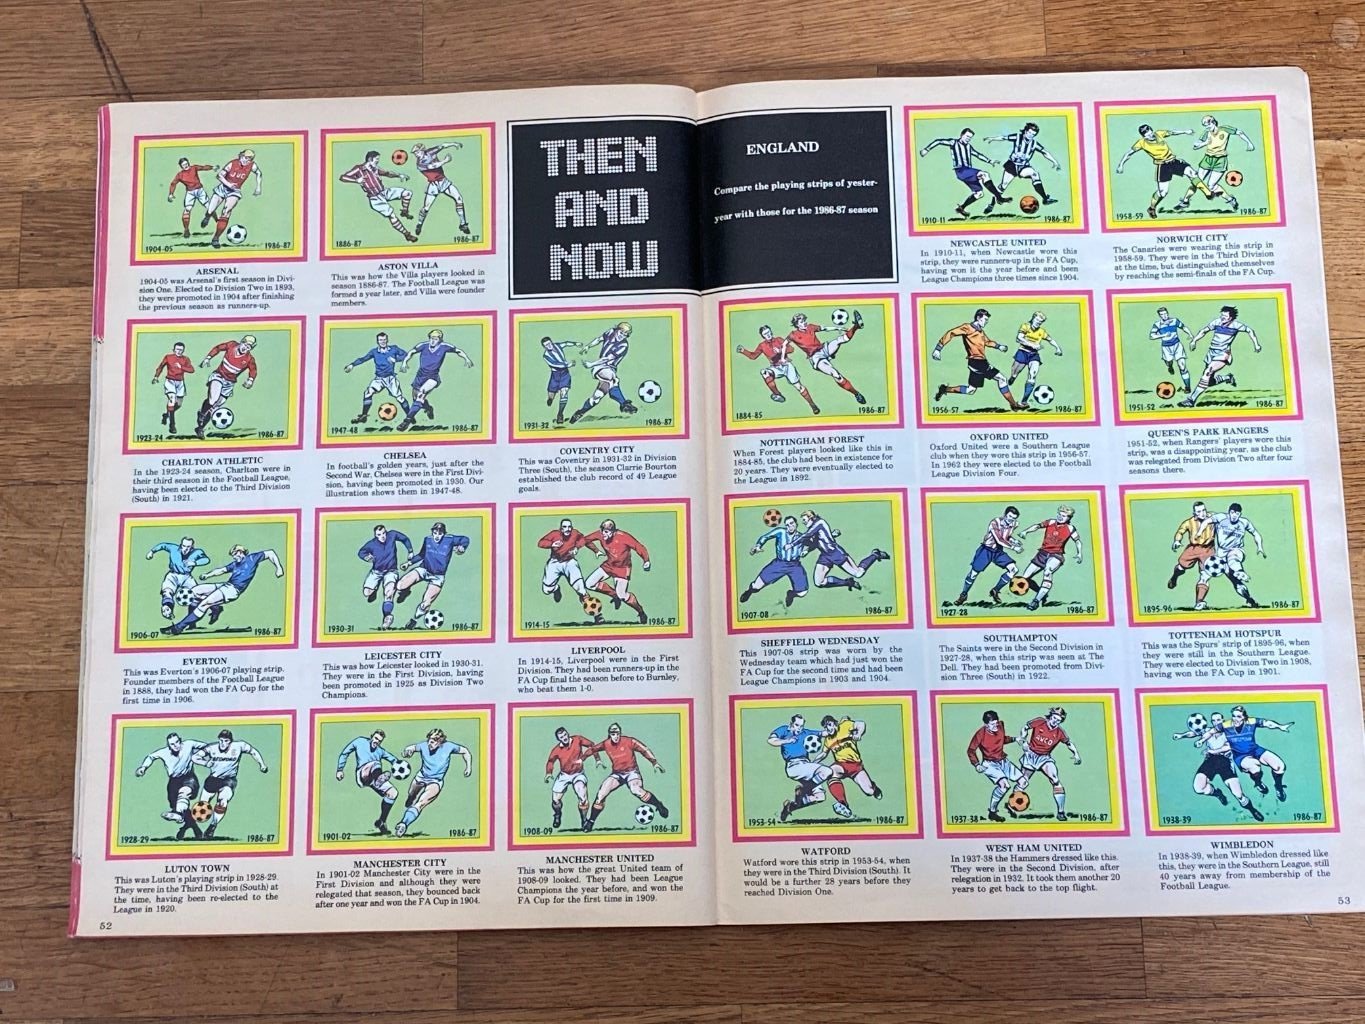 THEN
AND
NOW
ENGLAND
Compare the playing strips of yester-
year with those for the 1986-87 season
JVC
1904-05
1986-87
ARSENAL
1904-05 was Arsenal's first season in Divi-
sion One. Elected to Division Two in 1893,
they were promoted in 1904 after finishing
the previous season as runners-up.
1886-87
1986-87
ASTON VILLA
This was how the Villa players looked in
season 1886-87. The Football League was
formed a year later, and Villa were founder
members.
1923-24
1986-87
CHARLTON ATHLETIC
In the 1923-24 season, Charlton were in
their third season in the Football League,
having been elected to the Third Division
(South) in 1921.
1947-48
1986-87
CHELSEA
In football's golden years, just after the
Second War, Chelsea were in the First Divi-
sion, having been promoted in 1930. Our
illustration shows them in 1947-48.
1931-32
1986-87
COVENTRY CITY
This was Coventry in 1931-32 in Division
Three (South), the season Clarrie Bourton
established the club record of 49 League
goals.
1906-07
1986-87
EVERTON
This was Everton's 1906-07 playing strip.
Founder members of the Football League
in 1888, they had won the FA Cup for the
first time in 1906.
1930-31
1986-87
LEICESTER CITY
This was how Leicester looked in 1930-31.
They were in the First Division, having
been promoted in 1925 as Division Two
Champions.
1914-15
1986-87
LIVERPOOL
In 1914-15, Liverpool were in the First
Division. They had been runners-up in the
FA Cup final the season before to Burnley,
who beat them 1-0.
BEDFORD
1928-29
1986-87
LUTON TOWN
This was Luton's playing strip in 1928-29.
They were in the Third Division (South) at
the time, having been re-elected to the
League in 1920.
1901-02
1986-87
MANCHESTER CITY
In 1901-02 Manchester City were in the
First Division and although they were
relegated that season, they bounced back
after one year and won the FA Cup in 1904.
1908-09
1986-87
MANCHESTER UNITED
This was how the great United team of
1908-09 looked. They had been League
Champions the year before, and won the
FA Cup for the first time in 1909.
52
1910-11
1986-87
NEWCASTLE UNITED
In 1910-11, when Newcastle wore this
strip, they were runners-up in the FA Cup,
having won it the year before and been
League Champions three times since 1904.
1958-59
1986-87
NORWICH CITY
The Canaries were wearing this strip in
1958-59. They were in the Third Division
at the time, but distinguished themselves
by reaching the semi-finals of the FA Cup.
1884-85
1986-87
NOTTINGHAM FOREST
When Forest players looked like this in
1884-85, the club had been in existence for
20 years. They were eventually elected to
the League in 1892.
1956-57
1986-87
OXFORD UNITED
Oxford United were a Southern League
club when they wore this strip in 1956-57.
In 1962 they were elected to the Football
League Division Four.
1951-52
1986-87
QUEEN'S PARK RANGERS
1951-52, when Rangers' players wore this
strip, was a disappointing year, as the club
was relegated from Division Two after four
seasons there.
1907-08
1986-87
SHEFFIELD WEDNESDAY
This 1907-08 strip was worn by the
Wednesday team which had just won the
FA Cup for the second time and had been
League Champions in 1903 and 1904.
1927-28
1986-87
SOUTHAMPTON
The Saints were in the Second Division in
1927-28, when this strip was seen at The
Dell. They had been promoted from Divi-
sion Three (South) in 1922.
1895-96
1986-87
TOTTENHAM HOTSPUR
This was the Spurs' strip of 1895-96, when
they were still in the Southern League.
They were elected to Division Two in 1908,
having won the FA Cup in 1901.
1953-54
1986-87
WATFORD
Watford wore this strip in 1953-54, when
they were in the Third Division (South). It
would be a further 28 years before they
reached Division One.
AVCO
1937-38
1986-87
WEST HAM UNITED
In 1937-38 the Hammers dressed like this.
They were in the Second Division, after
relegation in 1932. It took them another 20
years to get back to the top flight.
1938-39
1986-87
WIMBLEDON
In 1938-39, when Wimbledon dressed like
this, they were in the Southern League, still
40 years away from membership of the
Football League.
53